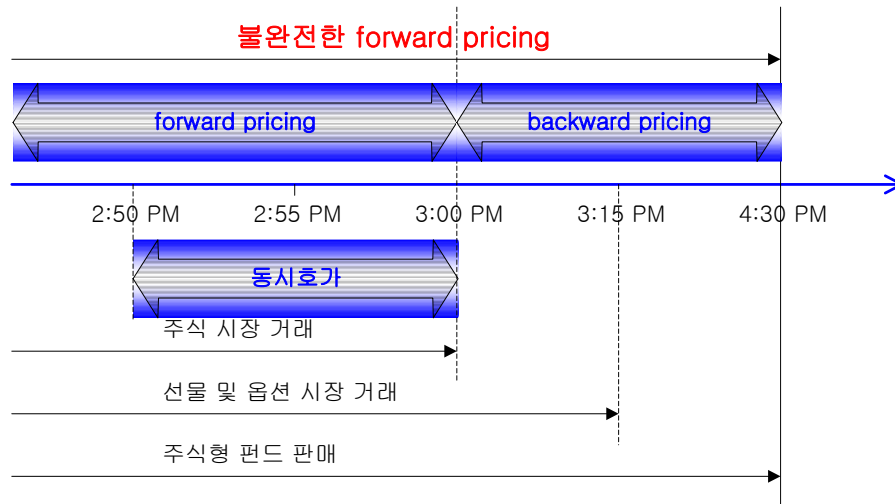 불완전한 forward pricing
forward pricing
backward pricing
2:50 PM
2:55 PM
3:00 PM
3:15 PM
4:30 PM
동시호가
주식 시장 거래
선물 및 옵션 시장 거래
주식형 펀드 판매